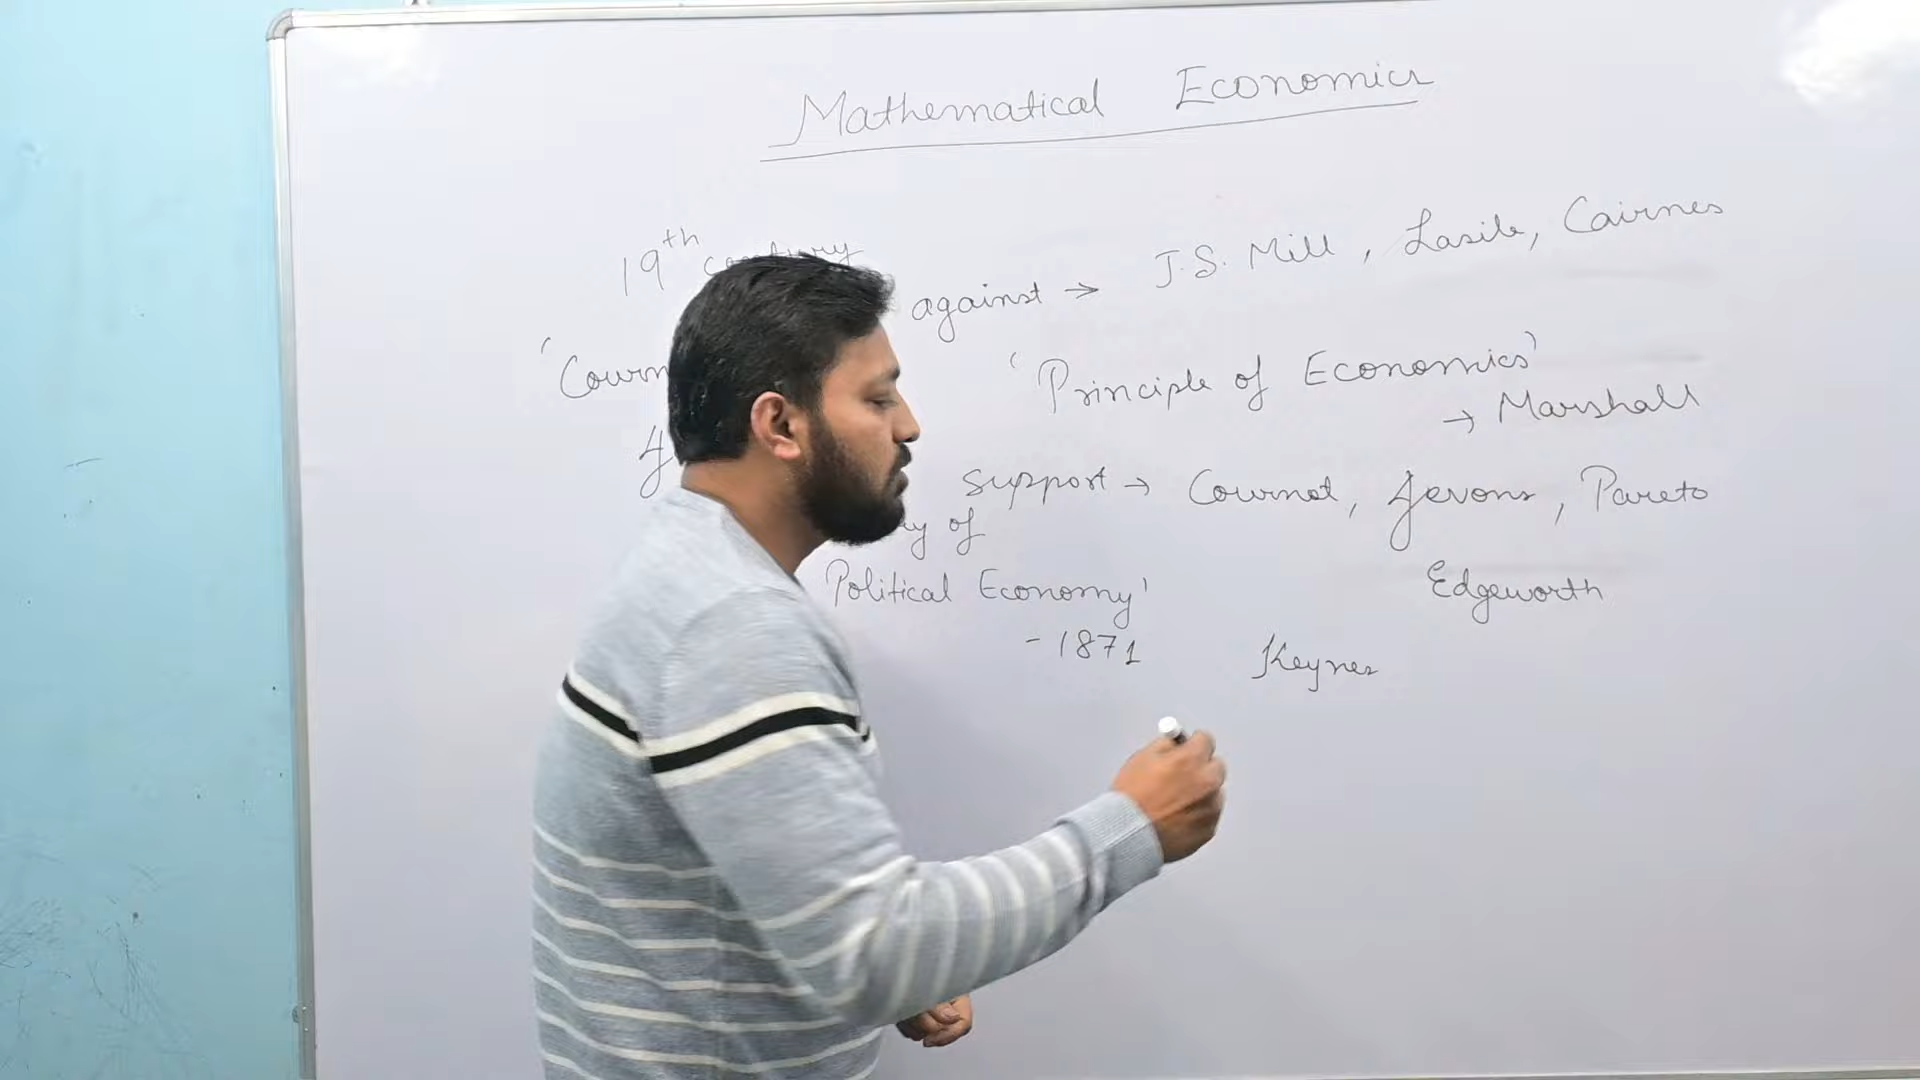 Mathematical Economics
19th century
against → J.S. Mill, Lasile, Cairnes
'Principle of Economics'
→ Marshall
support → Cournot, Jevons, Pareto
of
Political Economy'
Edgeworth
- 1871
Keynes